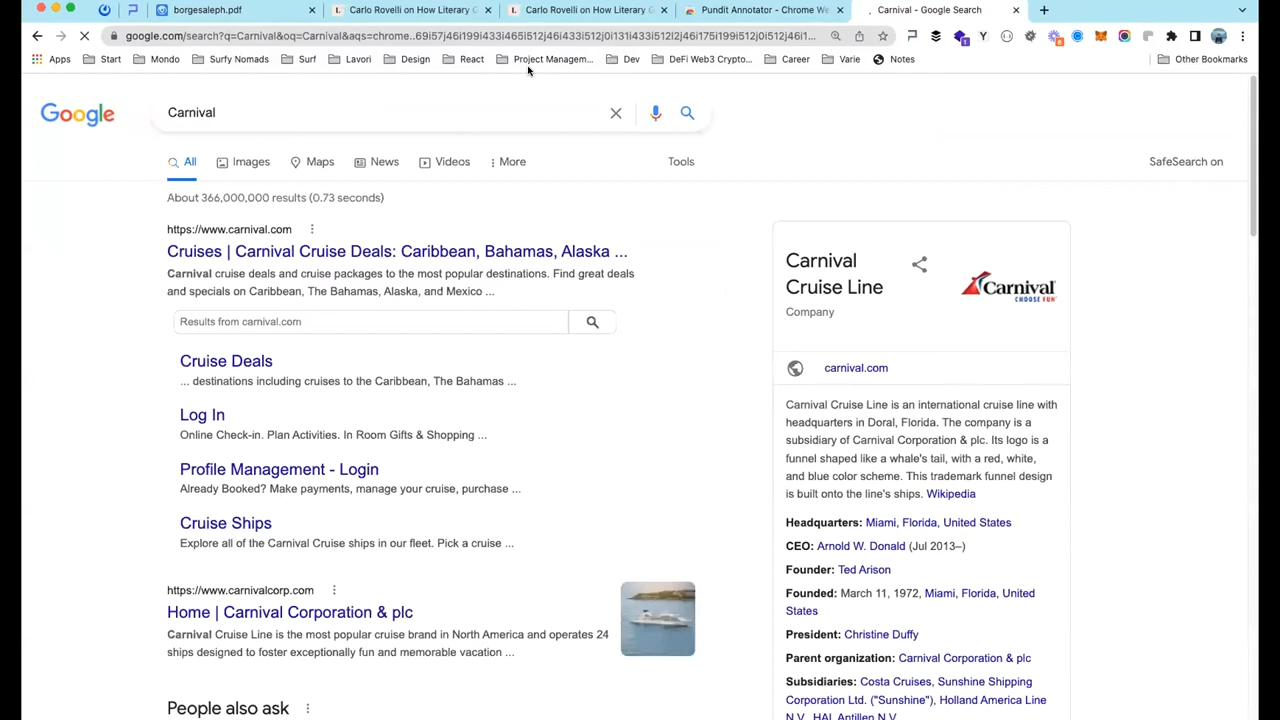 borgesaleph.pdf
Carlo Rovelli on How Literary G
Carlo Rovelli on How Literary G
Pundit Annotator - Chrome We
Carnival - Google Search
google.com/search?q=Carnival&oq=Carnival&aqs=chrome..69i57j46i199i433i465i512j46i433i512j0i131i433i512l2j46i175i199i512j0i512j46i1...
Apps
Start
Mondo
Surfy Nomads
Surf
Lavori
Design
React
Project Managem...
Dev
DeFi Web3 Crypto...
Career
Varie
Notes
Other Bookmarks
Google
Carnival
All
Images
Maps
News
Videos
More
Tools
SafeSearch on
About 366,000,000 results (0.73 seconds)
https://www.carnival.com
Cruises | Carnival Cruise Deals: Caribbean, Bahamas, Alaska ...
Carnival cruise deals and cruise packages to the most popular destinations. Find great deals
and specials on Caribbean, The Bahamas, Alaska, and Mexico ...
Results from carnival.com
Cruise Deals
... destinations including cruises to the Caribbean, The Bahamas ...
Log In
Online Check-in. Plan Activities. In Room Gifts & Shopping ...
Profile Management - Login
Already Booked? Make payments, manage your cruise, purchase ...
Cruise Ships
Explore all of the Carnival Cruise ships in our fleet. Pick a cruise ...
https://www.carnivalcorp.com
Home | Carnival Corporation & plc
Carnival Cruise Line is the most popular cruise brand in North America and operates 24
ships designed to foster exceptionally fun and memorable vacation ...
People also ask
Carnival
Cruise Line
Company
Carnival
CHOOSE FUN
carnival.com
Carnival Cruise Line is an international cruise line with
headquarters in Doral, Florida. The company is a
subsidiary of Carnival Corporation & plc. Its logo is a
funnel shaped like a whale's tail, with a red, white,
and blue color scheme. This trademark funnel design
is built onto the line's ships. Wikipedia
Headquarters: Miami, Florida, United States
CEO: Arnold W. Donald (Jul 2013–)
Founder: Ted Arison
Founded: March 11, 1972, Miami, Florida, United
States
President: Christine Duffy
Parent organization: Carnival Corporation & plc
Subsidiaries: Costa Cruises, Sunshine Shipping
Corporation Ltd. ("Sunshine"), Holland America Line
N.V., HAL Antillen N.V.